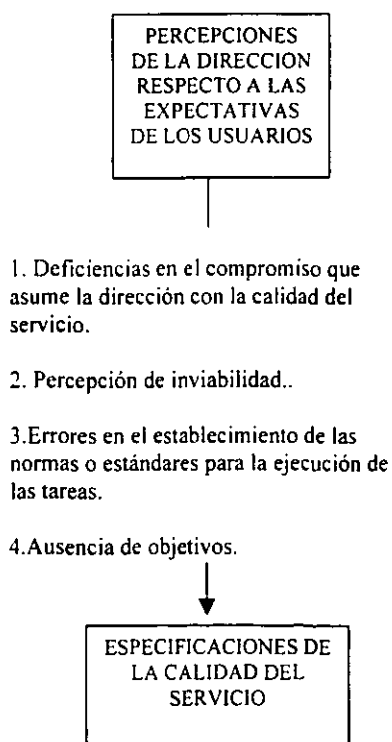 PERCEPCIONES
DE LA DIRECCION
RESPECTO A LAS
EXPECTATIVAS
DE LOS USUARIOS
1. Deficiencias en el compromiso que
asume la dirección con la calidad del
servicio.
2. Percepción de inviabilidad..
3.Errores en el establecimiento de las
normas o estándares para la ejecución de
las tareas.
4.Ausencia de objetivos.
ESPECIFICACIONES DE
LA CALIDAD DEL
SERVICIO